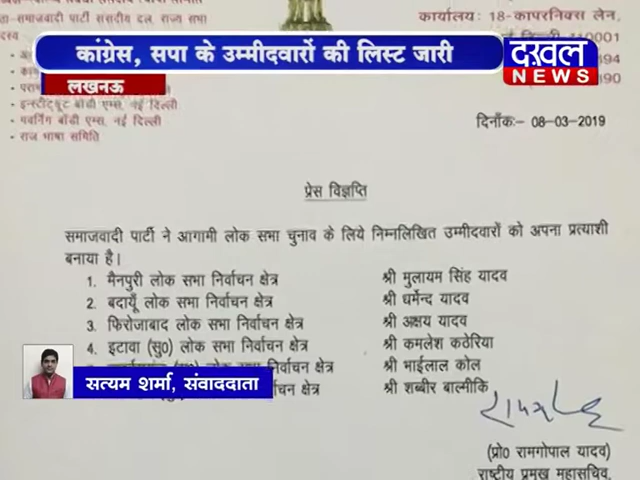 -समाजवादी पार्टी संसदीय दल, राज्य सभा
कार्यालय: 18-कापरनिक्स लेन,
कांग्रेस, सपा के उम्मीदवारों की लिस्ट जारी
दख़ल
NEWS
लखनऊ
इन्स्टीट्यूट बॉडी एम्स, नई दिल्ली
गवर्निंग बॉडी एम्स, नई दिल्ली
राज भाषा समिति
दिनाँक:- 08-03-2019
प्रेस विज्ञप्ति
समाजवादी पार्टी ने आगामी लोक सभा चुनाव के लिये निम्नलिखित उम्मीदवारों को अपना प्रत्याशी
बनाया है।
1. मैनपुरी लोक सभा निर्वाचन क्षेत्र श्री मुलायम सिंह यादव
2. बदायूँ लोक सभा निर्वाचन क्षेत्र श्री धर्मेन्द यादव
3. फिरोजाबाद लोक सभा निर्वाचन क्षेत्र श्री अक्षय यादव
4. इटावा (सु0) लोक सभा निर्वाचन क्षेत्र श्री कमलेश कठेरिया
लोक सभा निर्वाचन क्षेत्र श्री भाईलाल कोल
निर्वाचन क्षेत्र श्री शब्बीर बाल्मीकि
सत्यम शर्मा, संवाददाता
(प्रो0 रामगोपाल यादव)
राष्ट्रीय प्रमुख महासचिव,